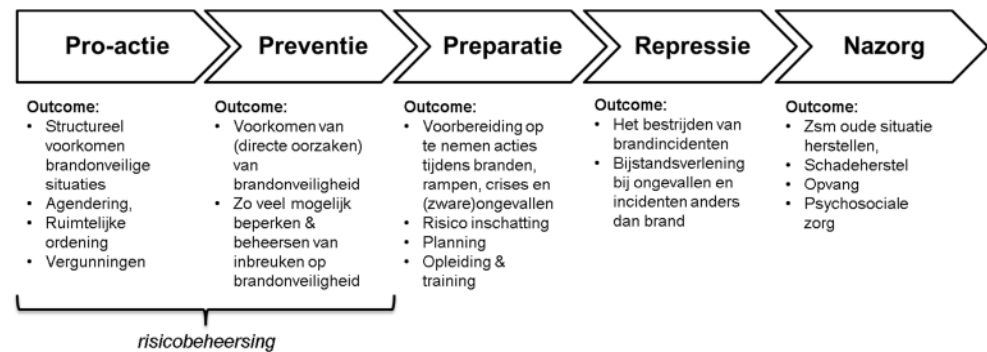 Pro-actie
Preventie
Preparatie
Repressie
Nazorg
Outcome:
• Structureel
voorkomen
brandonveilige
situaties
• Agendering,
• Ruimtelijke
ordening
• Vergunningen
Outcome:
• Voorkomen van
(directe oorzaken)
van
brandonveiligheid
• Zo veel mogelijk
beperken &
beheersen van
inbreuken op
brandonveiligheid
Outcome:
• Voorbereiding op
te nemen acties
tijdens branden,
rampen, crises en
(zware)ongevallen
• Risico inschatting
• Planning
• Opleiding &
training
Outcome:
• Het bestrijden van
brandincidenten
• Bijstandsverlening
bij ongevallen en
incidenten anders
dan brand
Outcome:
• Zsm oude situatie
herstellen,
• Schadeherstel
• Opvang
• Psychosociale
zorg
risicobeheersing